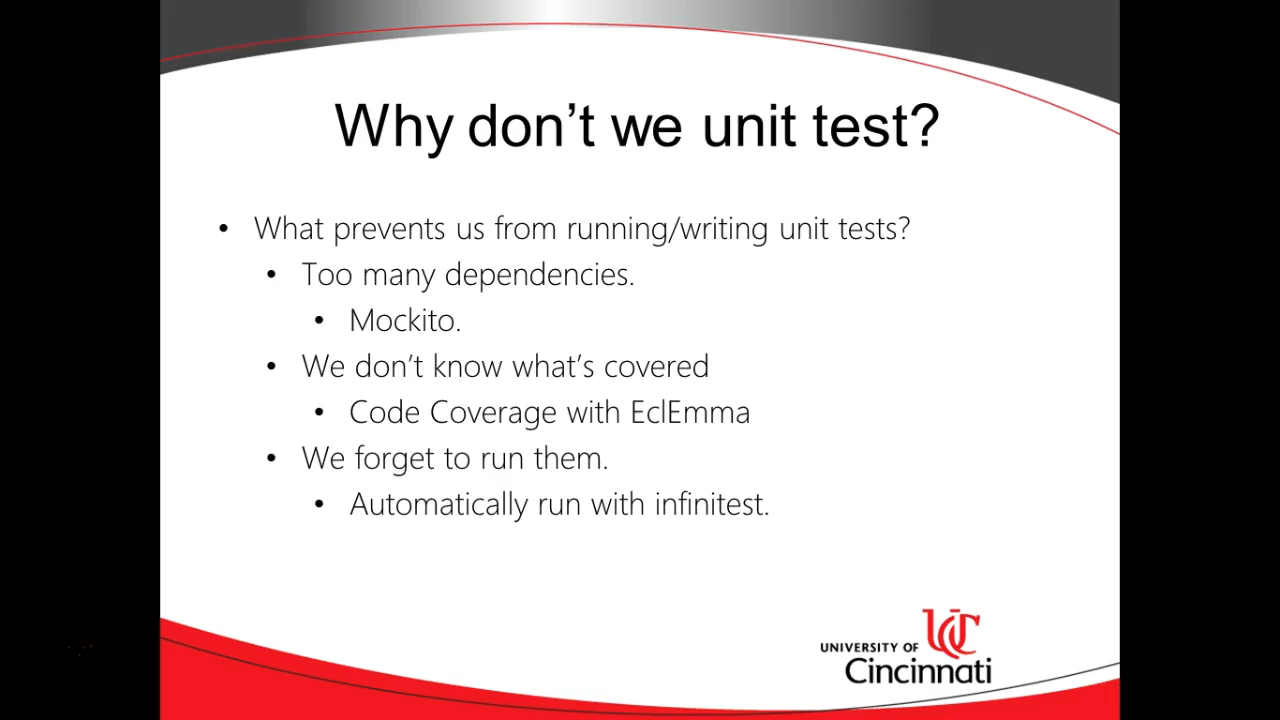 Why don’t we unit test?
• What prevents us from running/writing unit tests?
• Too many dependencies.
• Mockito.
• We don’t know what’s covered
• Code Coverage with EclEmma
• We forget to run them.
• Automatically run with infinitest.
UC
UNIVERSITY OF
Cincinnati